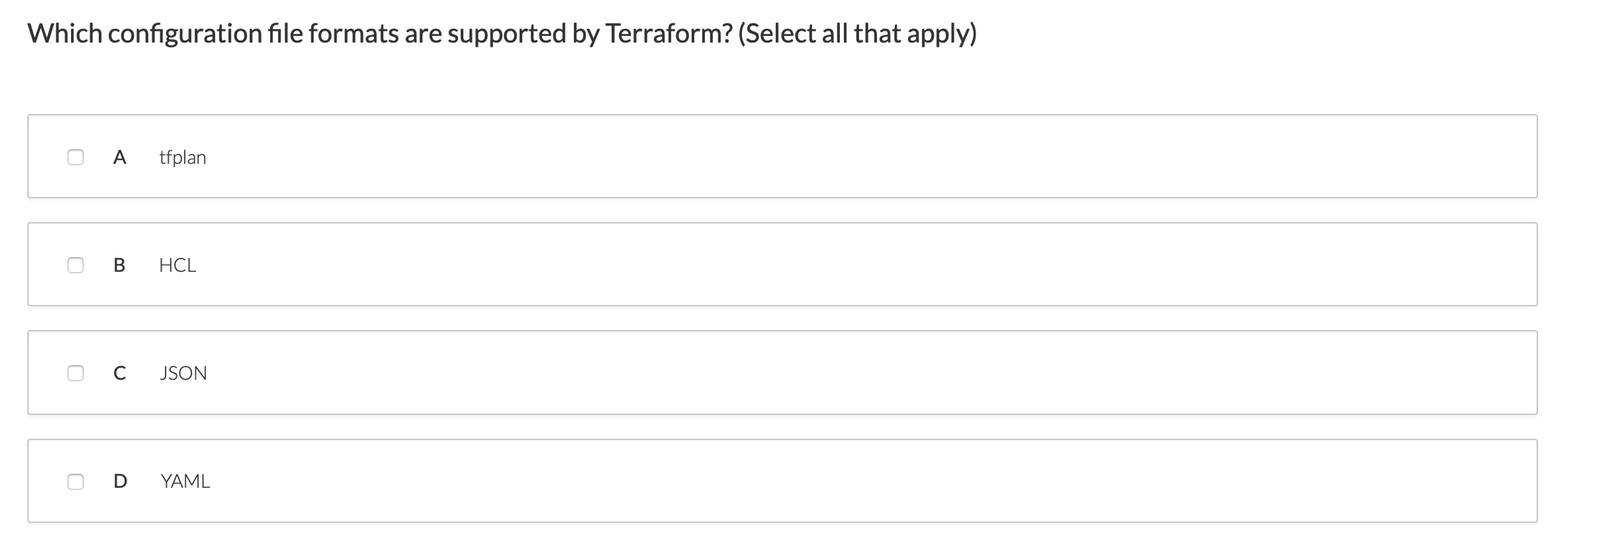 Which configuration file formats are supported by Terraform? (Select all that apply)
A tfplan
B HCL
C JSON
D YAML